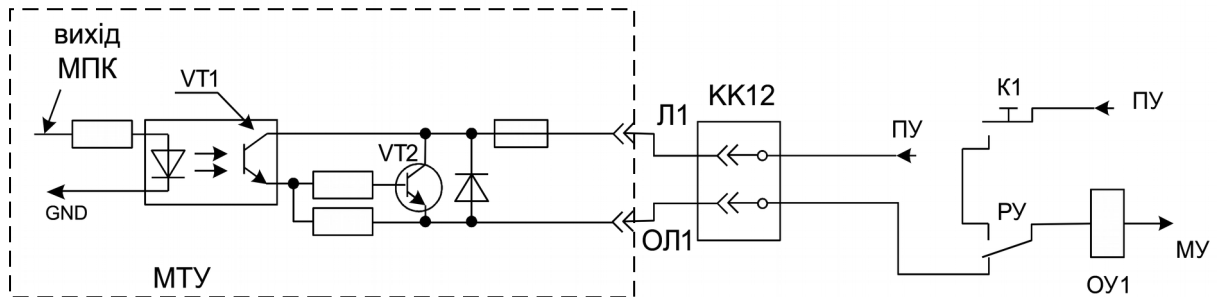 вихід
МПК
VT1
GND
VT2
МТУ
Л1
ОЛ1
КК12
ПУ
К1
ПУ
РУ
ОУ1
МУ